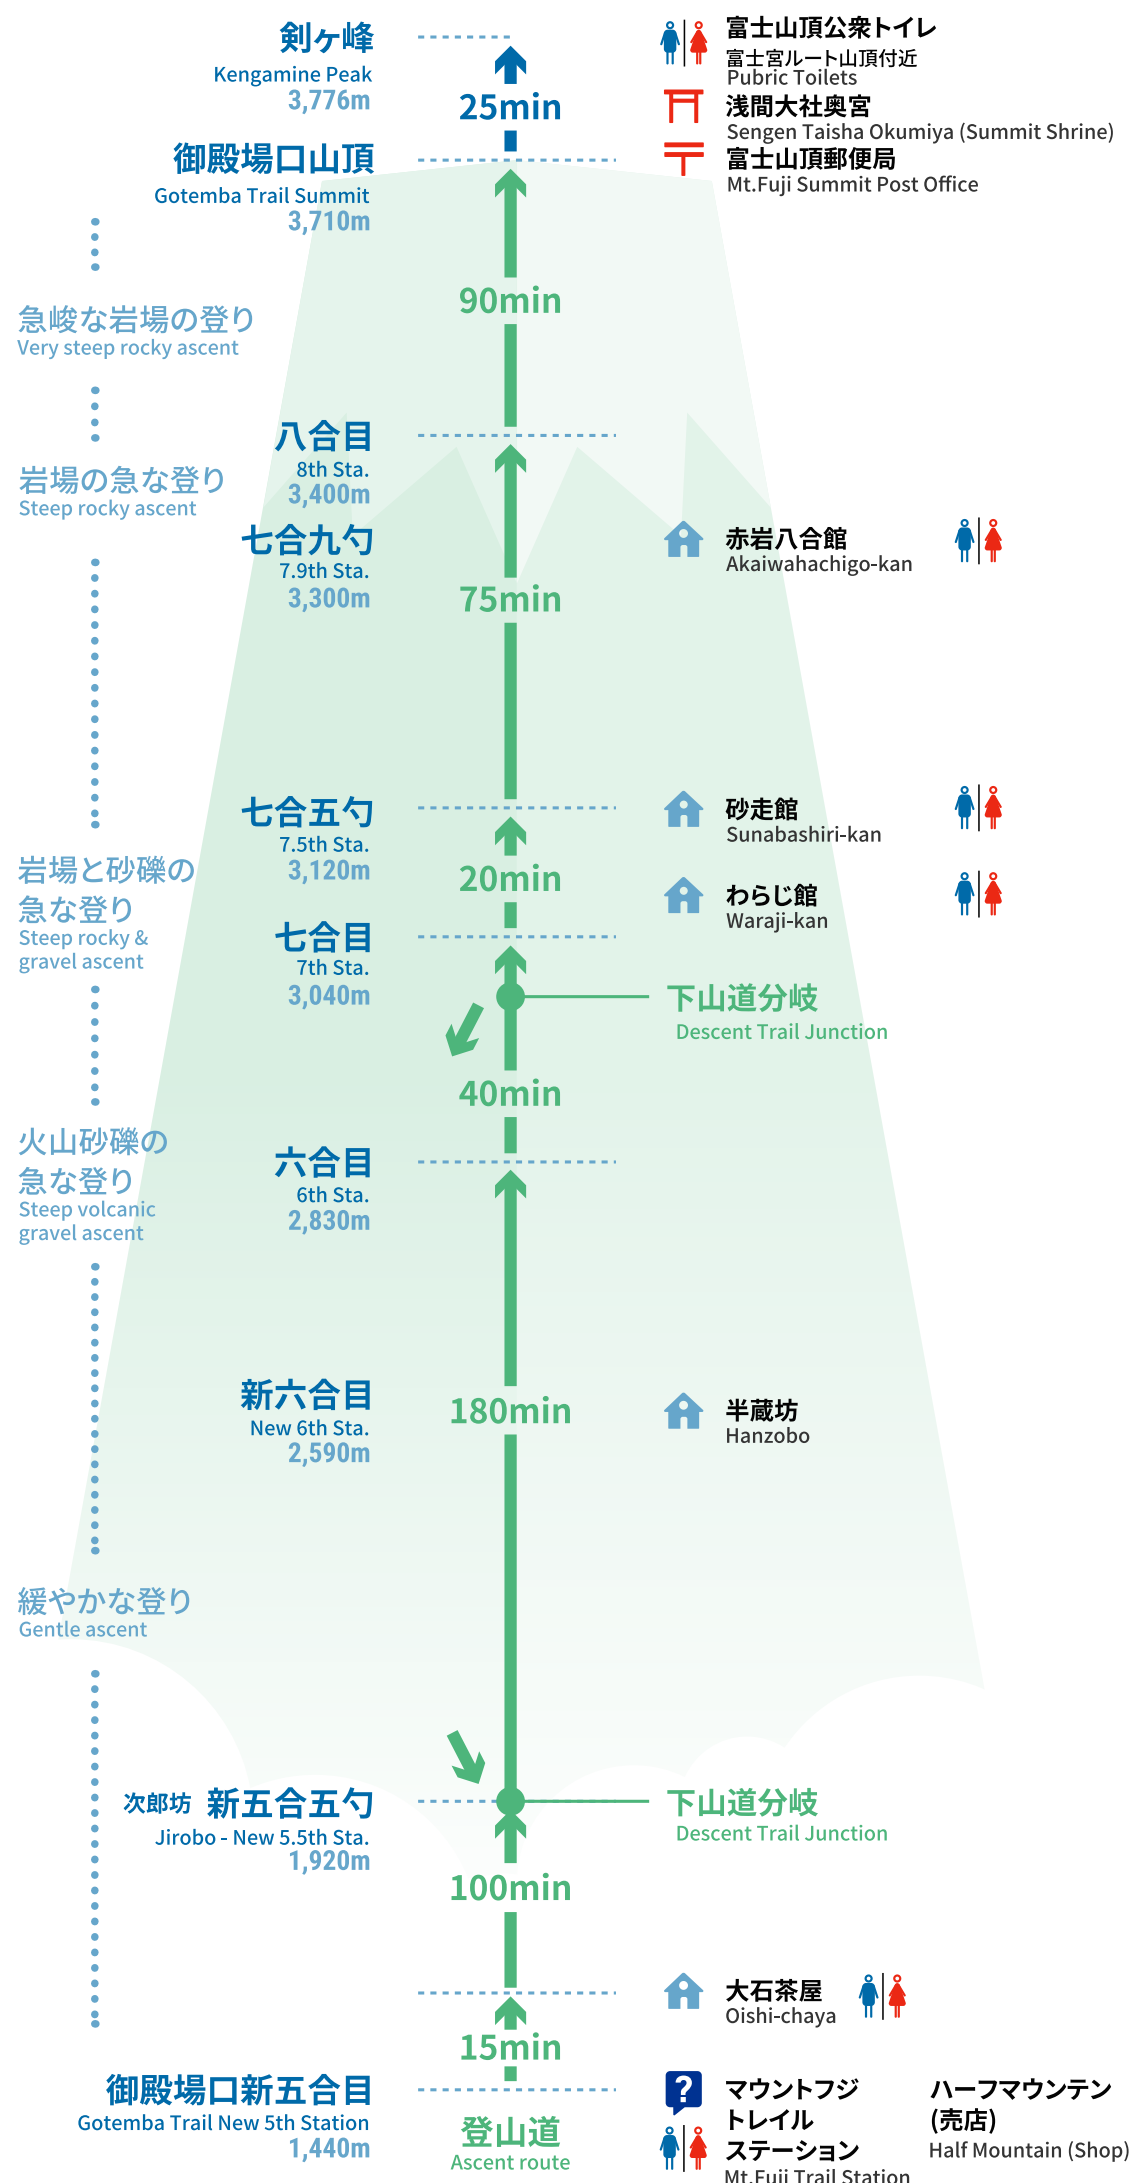 剣ヶ峰
Kengamine Peak
3,776m
25min
富士山頂公衆トイレ
富士宮ルート山頂付近
Pubric Toilets
浅間大社奥宮
Sengen Taisha Okumiya (Summit Shrine)
富士山頂郵便局
Mt.Fuji Summit Post Office
御殿場口山頂
Gotemba Trail Summit
3,710m
急峻な岩場の登り
Very steep rocky ascent
90min
八合目
8th Sta.
3,400m
岩場の急な登り
Steep rocky ascent
七合九勺
7.9th Sta.
3,300m
75min
赤岩八合館
Akaiwahachigo-kan
七合五勺
7.5th Sta.
3,120m
砂走館
Sunabashiri-kan
岩場と砂礫の
急な登り
Steep rocky &
gravel ascent
20min
わらじ館
Waraji-kan
七合目
7th Sta.
3,040m
下山道分岐
Descent Trail Junction
40min
火山砂礫の
急な登り
Steep volcanic
gravel ascent
六合目
6th Sta.
2,830m
新六合目
New 6th Sta.
2,590m
180min
半蔵坊
Hanzobo
緩やかな登り
Gentle ascent
次郎坊 新五合五勺
Jirobo - New 5.5th Sta.
1,920m
下山道分岐
Descent Trail Junction
100min
大石茶屋
Oishi-chaya
15min
御殿場口新五合目
Gotemba Trail New 5th Station
1,440m
登山道
Ascent route
?
マウントフジ
トレイル
ステーション
Mt.Fuji Trail Station
ハーフマウンテン
(売店)
Half Mountain (Shop)